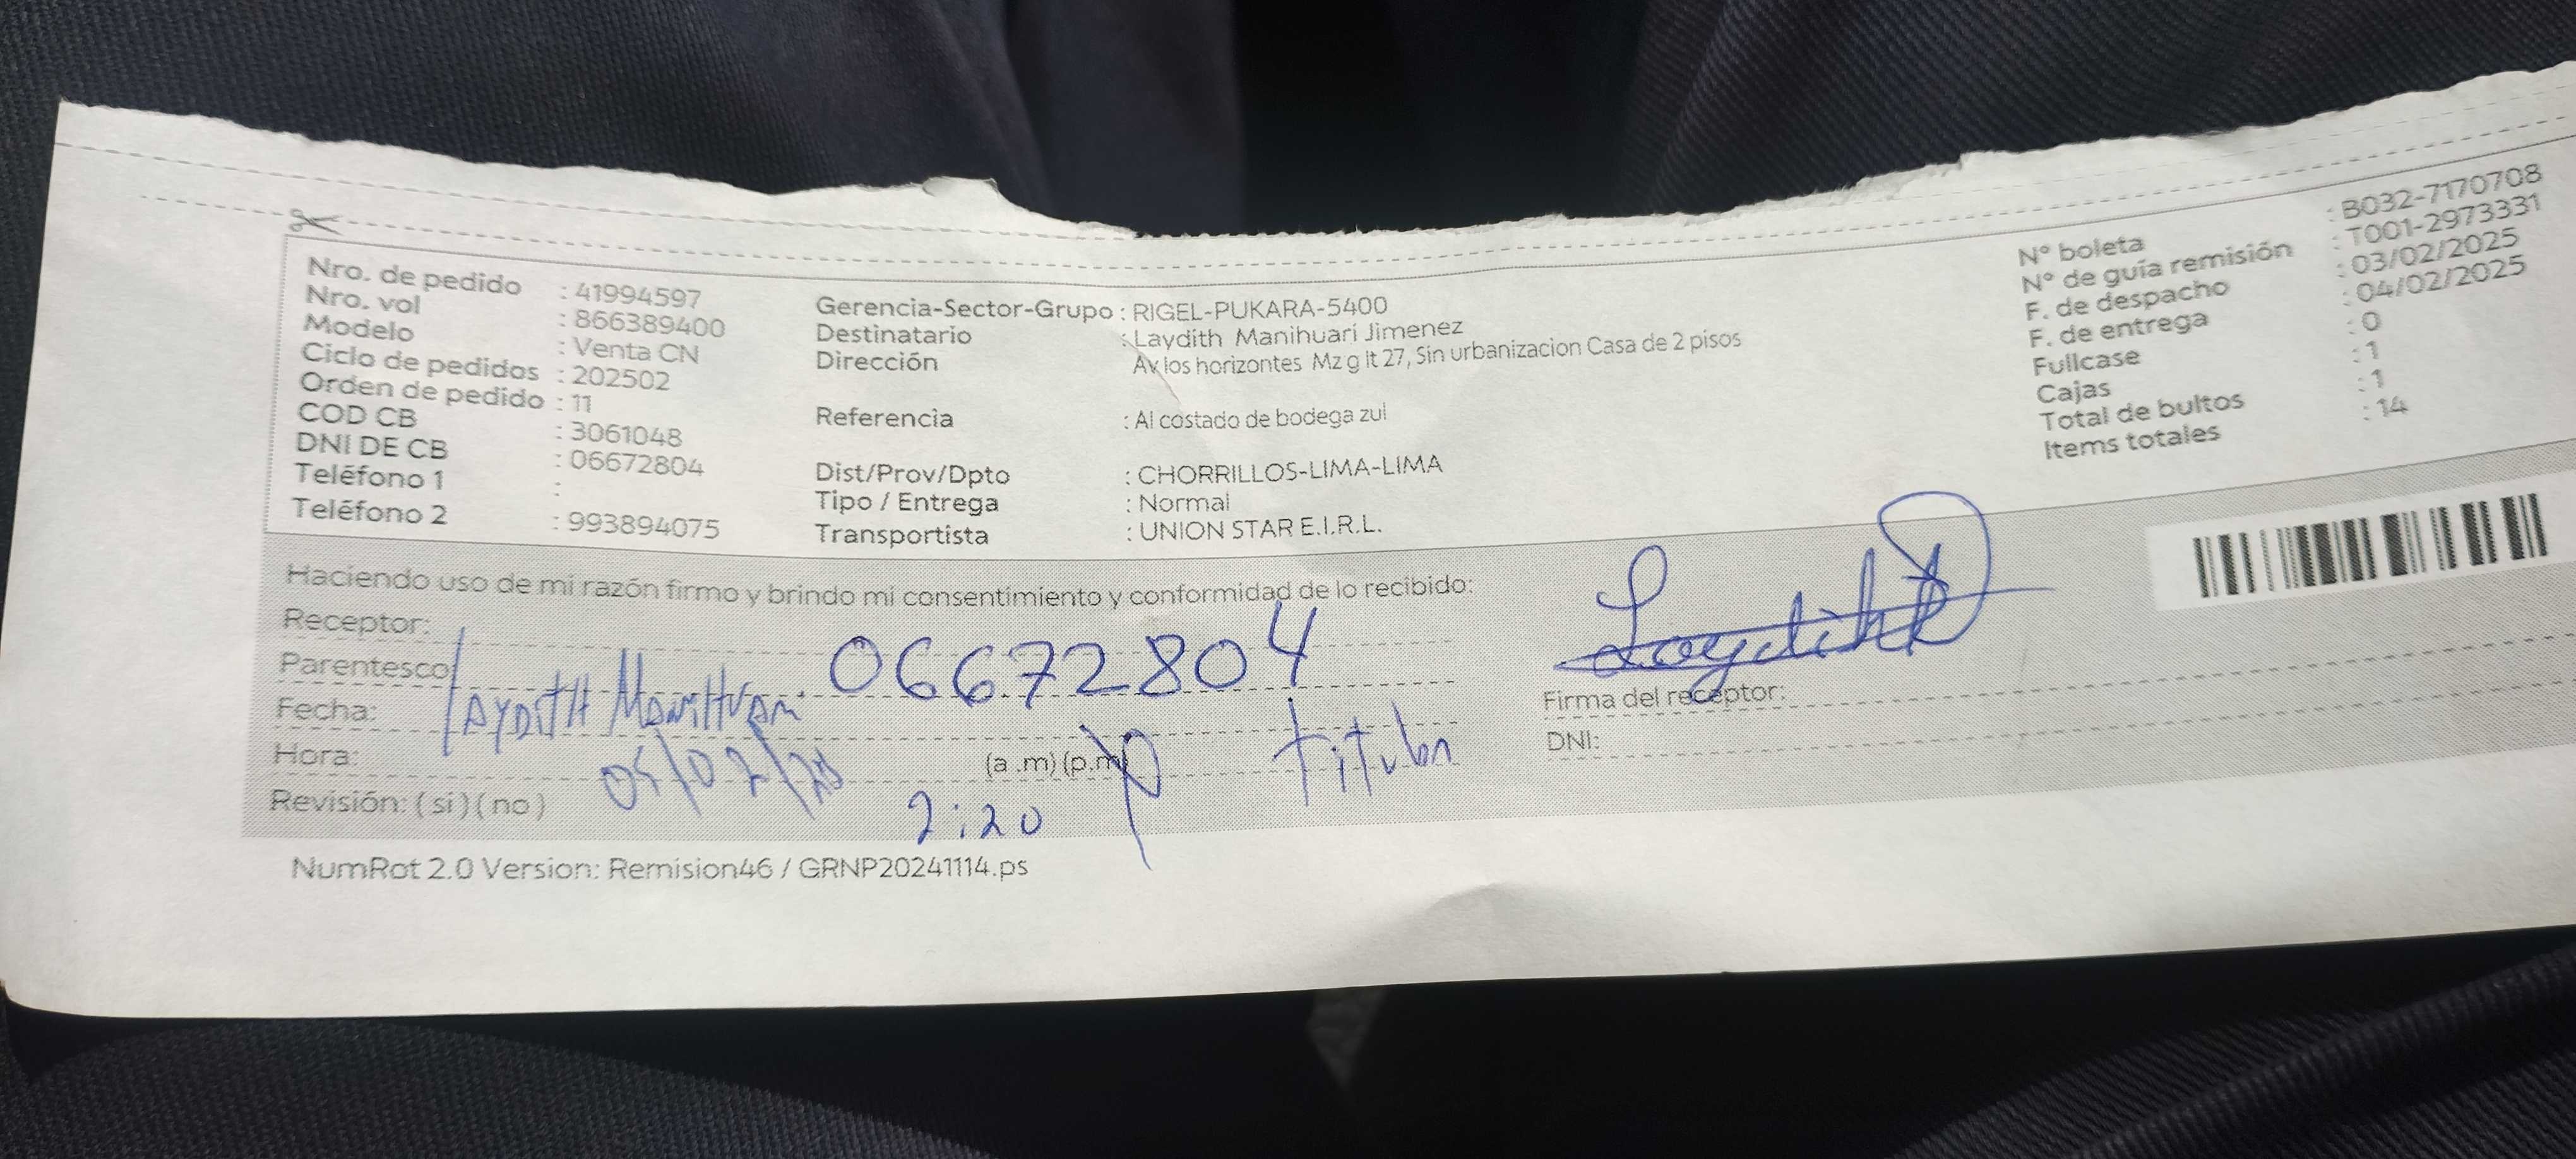 Nro. de pedido : 41994597
Nro. vol : 866389400
Modelo : Venta CN
Ciclo de pedidos : 202502
Orden de pedido : 11
COD CB : 3061048
DNI DE CB : 06672804
Teléfono 1 :
Teléfono 2 : 993894075
Gerencia-Sector-Grupo : RIGEL-PUKARA-5400
Destinatario : Laydith Manihuari Jimenez
Dirección Av los horizontes Mz g lt 27, Sin urbanizacion Casa de 2 pisos
Referencia : Al costado de bodega zul
Dist/Prov/Dpto : CHORRILLOS-LIMA-LIMA
Tipo / Entrega : Normal
Transportista : UNION STAR E.I.R.L.
N° boleta : B032-7170708
N° de guía remisión : T001-2973331
F. de despacho : 03/02/2025
F. de entrega : 04/02/2025
Fullcase : 0
Cajas : 1
Total de bultos : 1
Items totales : 14
Haciendo uso de mi razón firmo y brindo mi consentimiento y conformidad de lo recibido:
Receptor:
Parentesco 06672804
Fecha: Laydith Manihuari
Hora: (a .m) (p.m) titular
Revisión: ( si ) ( no ) 2:20 p
Laydith
Firma del receptor:
DNI:
NumRot 2.0 Version: Remision46 / GRNP20241114.ps